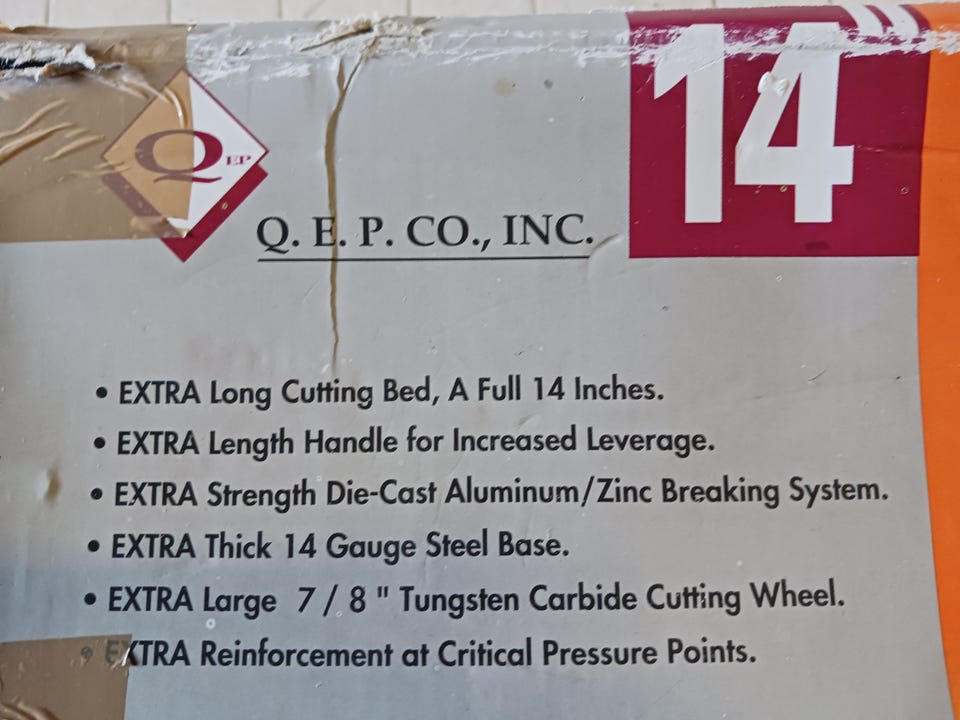 14"
QEP
Q. E. P. CO., INC.
• EXTRA Long Cutting Bed, A Full 14 Inches.
• EXTRA Length Handle for Increased Leverage.
• EXTRA Strength Die-Cast Aluminum/Zinc Breaking System.
• EXTRA Thick 14 Gauge Steel Base.
• EXTRA Large 7 / 8 " Tungsten Carbide Cutting Wheel.
• EXTRA Reinforcement at Critical Pressure Points.